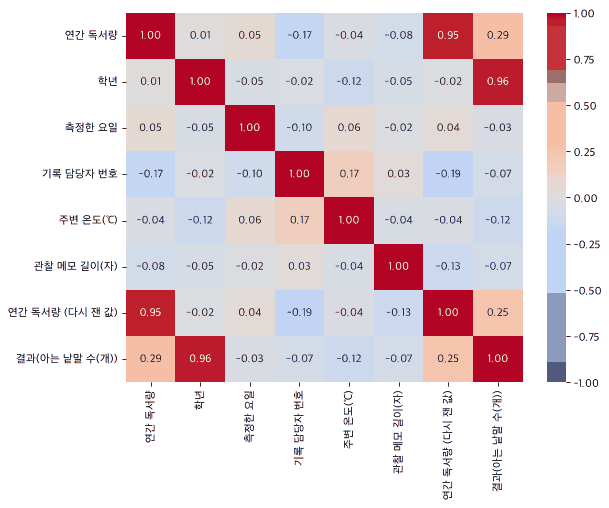 연간 독서량 1.00 0.01 0.05 -0.17 -0.04 -0.08 0.95 0.29
학년 0.01 1.00 -0.05 -0.02 -0.12 -0.05 -0.02 0.96
측정한 요일 0.05 -0.05 1.00 -0.10 0.06 -0.02 0.04 -0.03
기록 담당자 번호 -0.17 -0.02 -0.10 1.00 0.17 0.03 -0.19 -0.07
주변 온도(℃) -0.04 -0.12 0.06 0.17 1.00 -0.04 -0.04 -0.12
관찰 메모 길이(자) -0.08 -0.05 -0.02 0.03 -0.04 1.00 -0.13 -0.07
연간 독서량 (다시 잰 값) 0.95 -0.02 0.04 -0.19 -0.04 -0.13 1.00 0.25
결과(아는 낱말 수(개)) 0.29 0.96 -0.03 -0.07 -0.12 -0.07 0.25 1.00
연간 독서량
학년
측정한 요일
기록 담당자 번호
주변 온도(℃)
관찰 메모 길이(자)
연간 독서량 (다시 잰 값)
결과(아는 낱말 수(개))
1.00
0.75
0.50
0.25
0.00
-0.25
-0.50
-0.75
-1.00